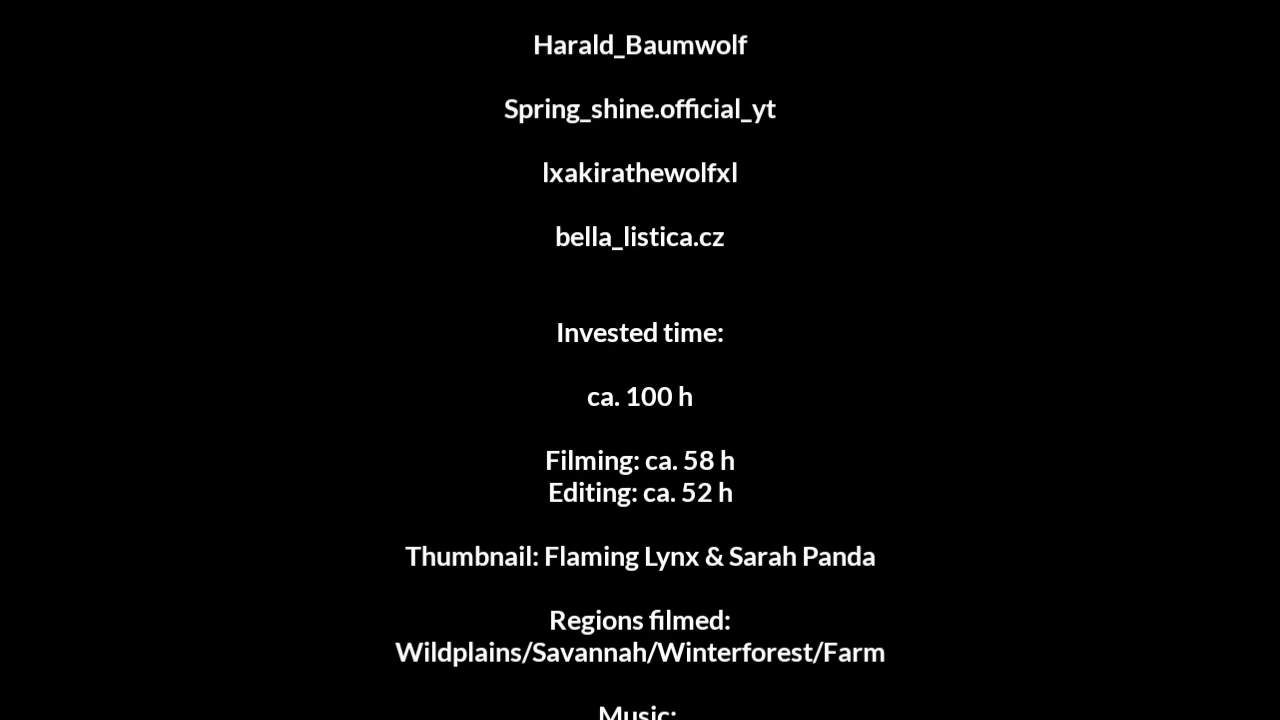 Harald_Baumwolf
Spring_shine.official_yt
lxakirathewolfxl
bella_listica.cz
Invested time:
ca. 100 h
Filming: ca. 58 h
Editing: ca. 52 h
Thumbnail: Flaming Lynx & Sarah Panda
Regions filmed:
Wildplains/Savannah/Winterforest/Farm
Music: